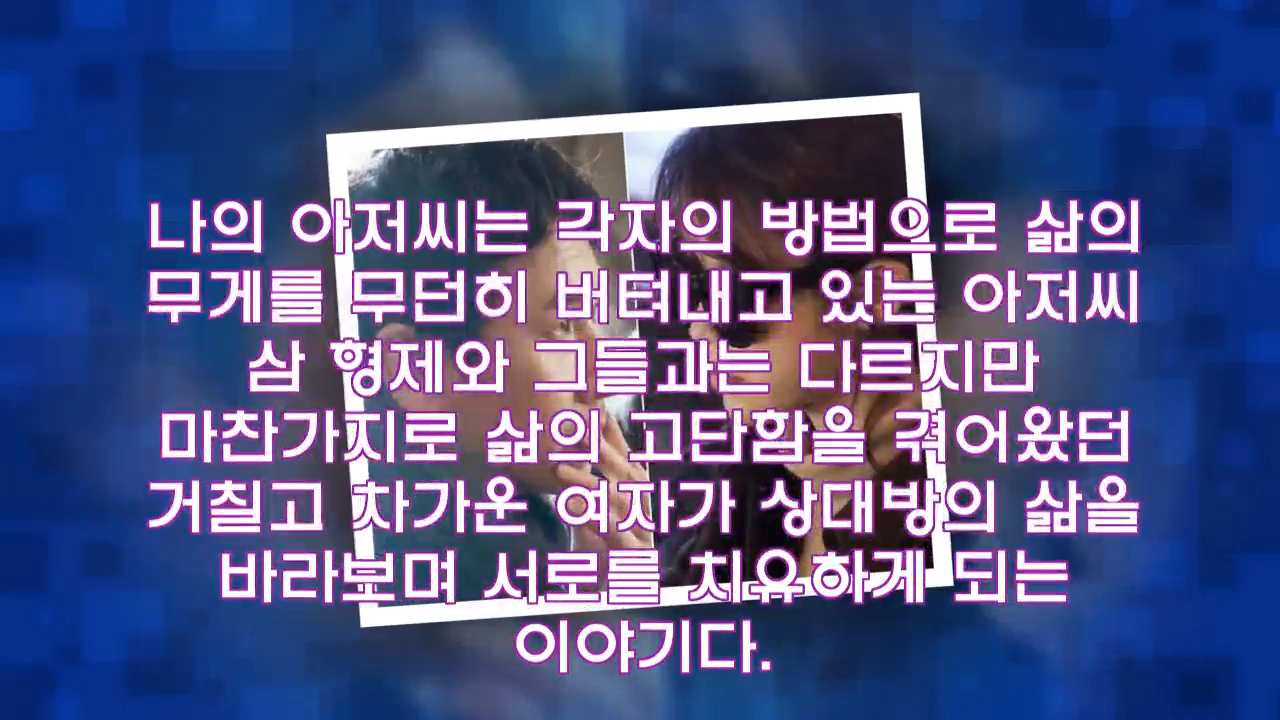 나의 아저씨는 각자의 방법으로 삶의
무게를 무던히 버텨내고 있는 아저씨
삼 형제와 그들과는 다르지만
마찬가지로 삶의 고단함을 겪어왔던
거칠고 차가운 여자가 상대방의 삶을
바라보며 서로를 치유하게 되는
이야기다.